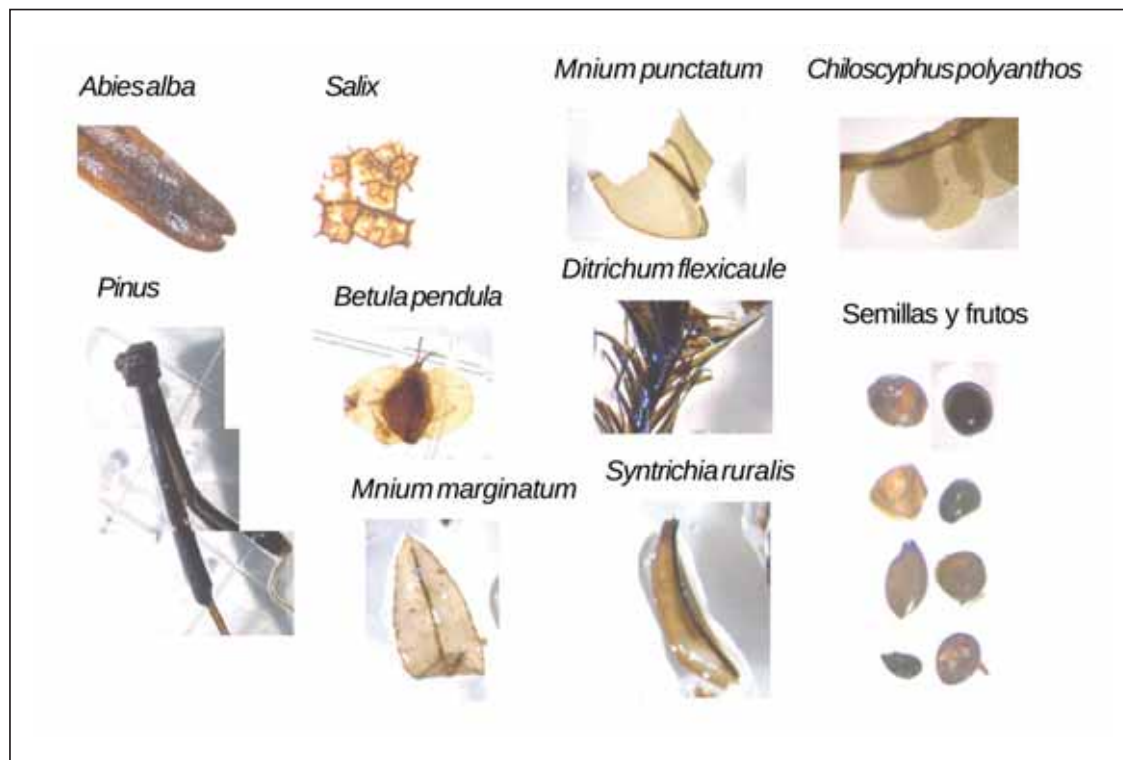 Abies alba
Salix
Mnium punctatum
Chiloscyphus polyanthos
Pinus
Betula pendula
Ditrichum flexicaule
Semillas y frutos
Mnium marginatum
Syntrichia ruralis